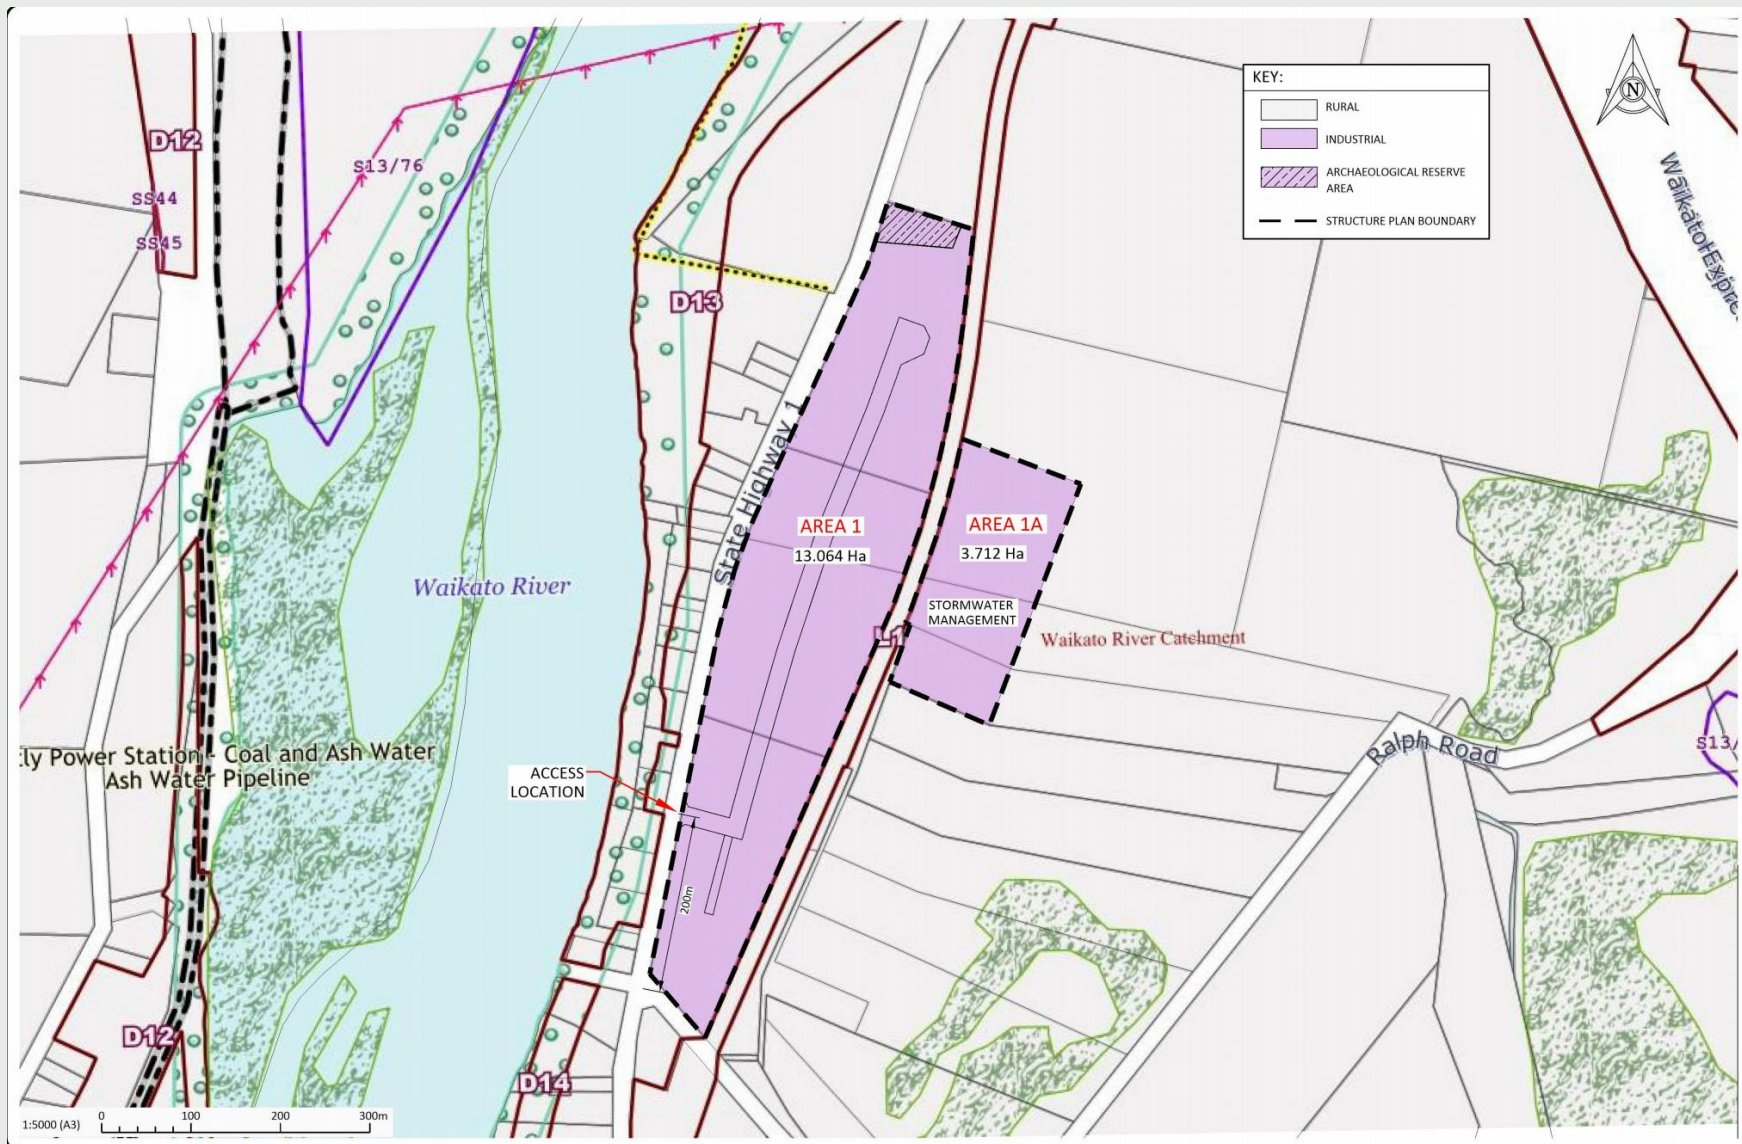 KEY:
RURAL
INDUSTRIAL
ARCHAEOLOGICAL RESERVE
AREA
STRUCTURE PLAN BOUNDARY
N
D12
S13/76
SS44
SS45
D13
State Highway 1
AREA 1
13.064 Ha
AREA 1A
3.712 Ha
Waikato River
STORMWATER
MANAGEMENT
L1
Waikato River Catchment
Ralph Road
S13/
ly Power Station - Coal and Ash Water
Ash Water Pipeline
ACCESS
LOCATION
200m
D12
D14
1:5000 (A3)
0 100 200 300m